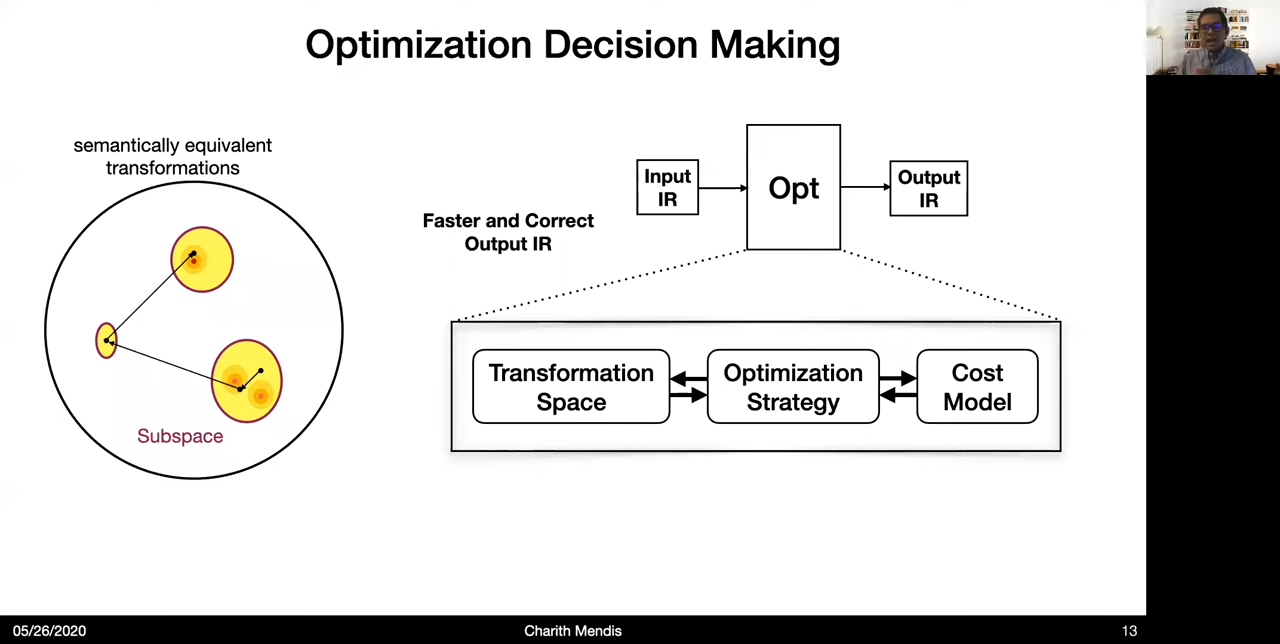 Optimization Decision Making
semantically equivalent
transformations
Subspace
Faster and Correct
Output IR
Input
IR
Opt
Output
IR
Transformation
Space
Optimization
Strategy
Cost
Model
05/26/2020
Charith Mendis
13